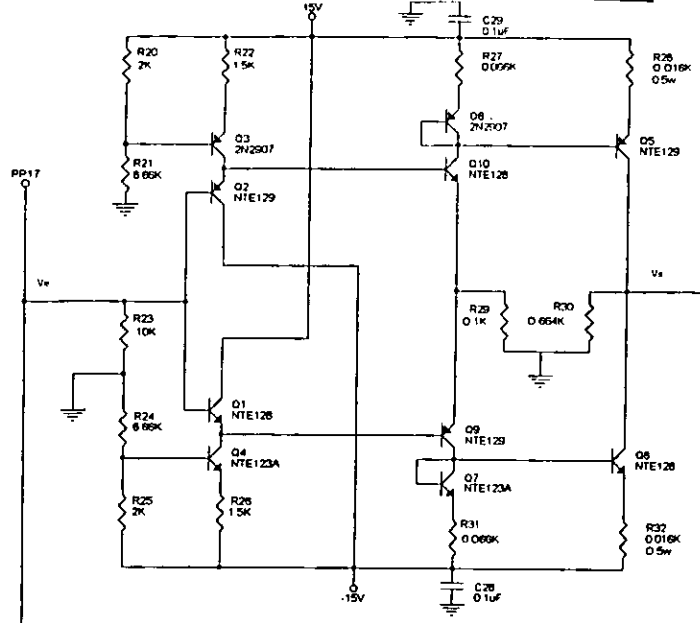 15V
C29
0.1uF
R20
2K
R22
1.5K
R27
0.066K
R28
0.016K
0.5w
Q3
2N2907
2N2907
Q5
NTE129
R21
6.66K
Q10
NTE128
PP17
Q2
NTE129
Ve
Vs
R23
10K
R29
0.1K
R30
0.664K
Q1
NTE128
R24
6.66K
Q9
NTE129
Q4
NTE123A
Q7
NTE123A
NTE128
R25
2K
R26
1.5K
R31
0.066K
R32
0.016K
0.5w
-15V
C28
0.1uF